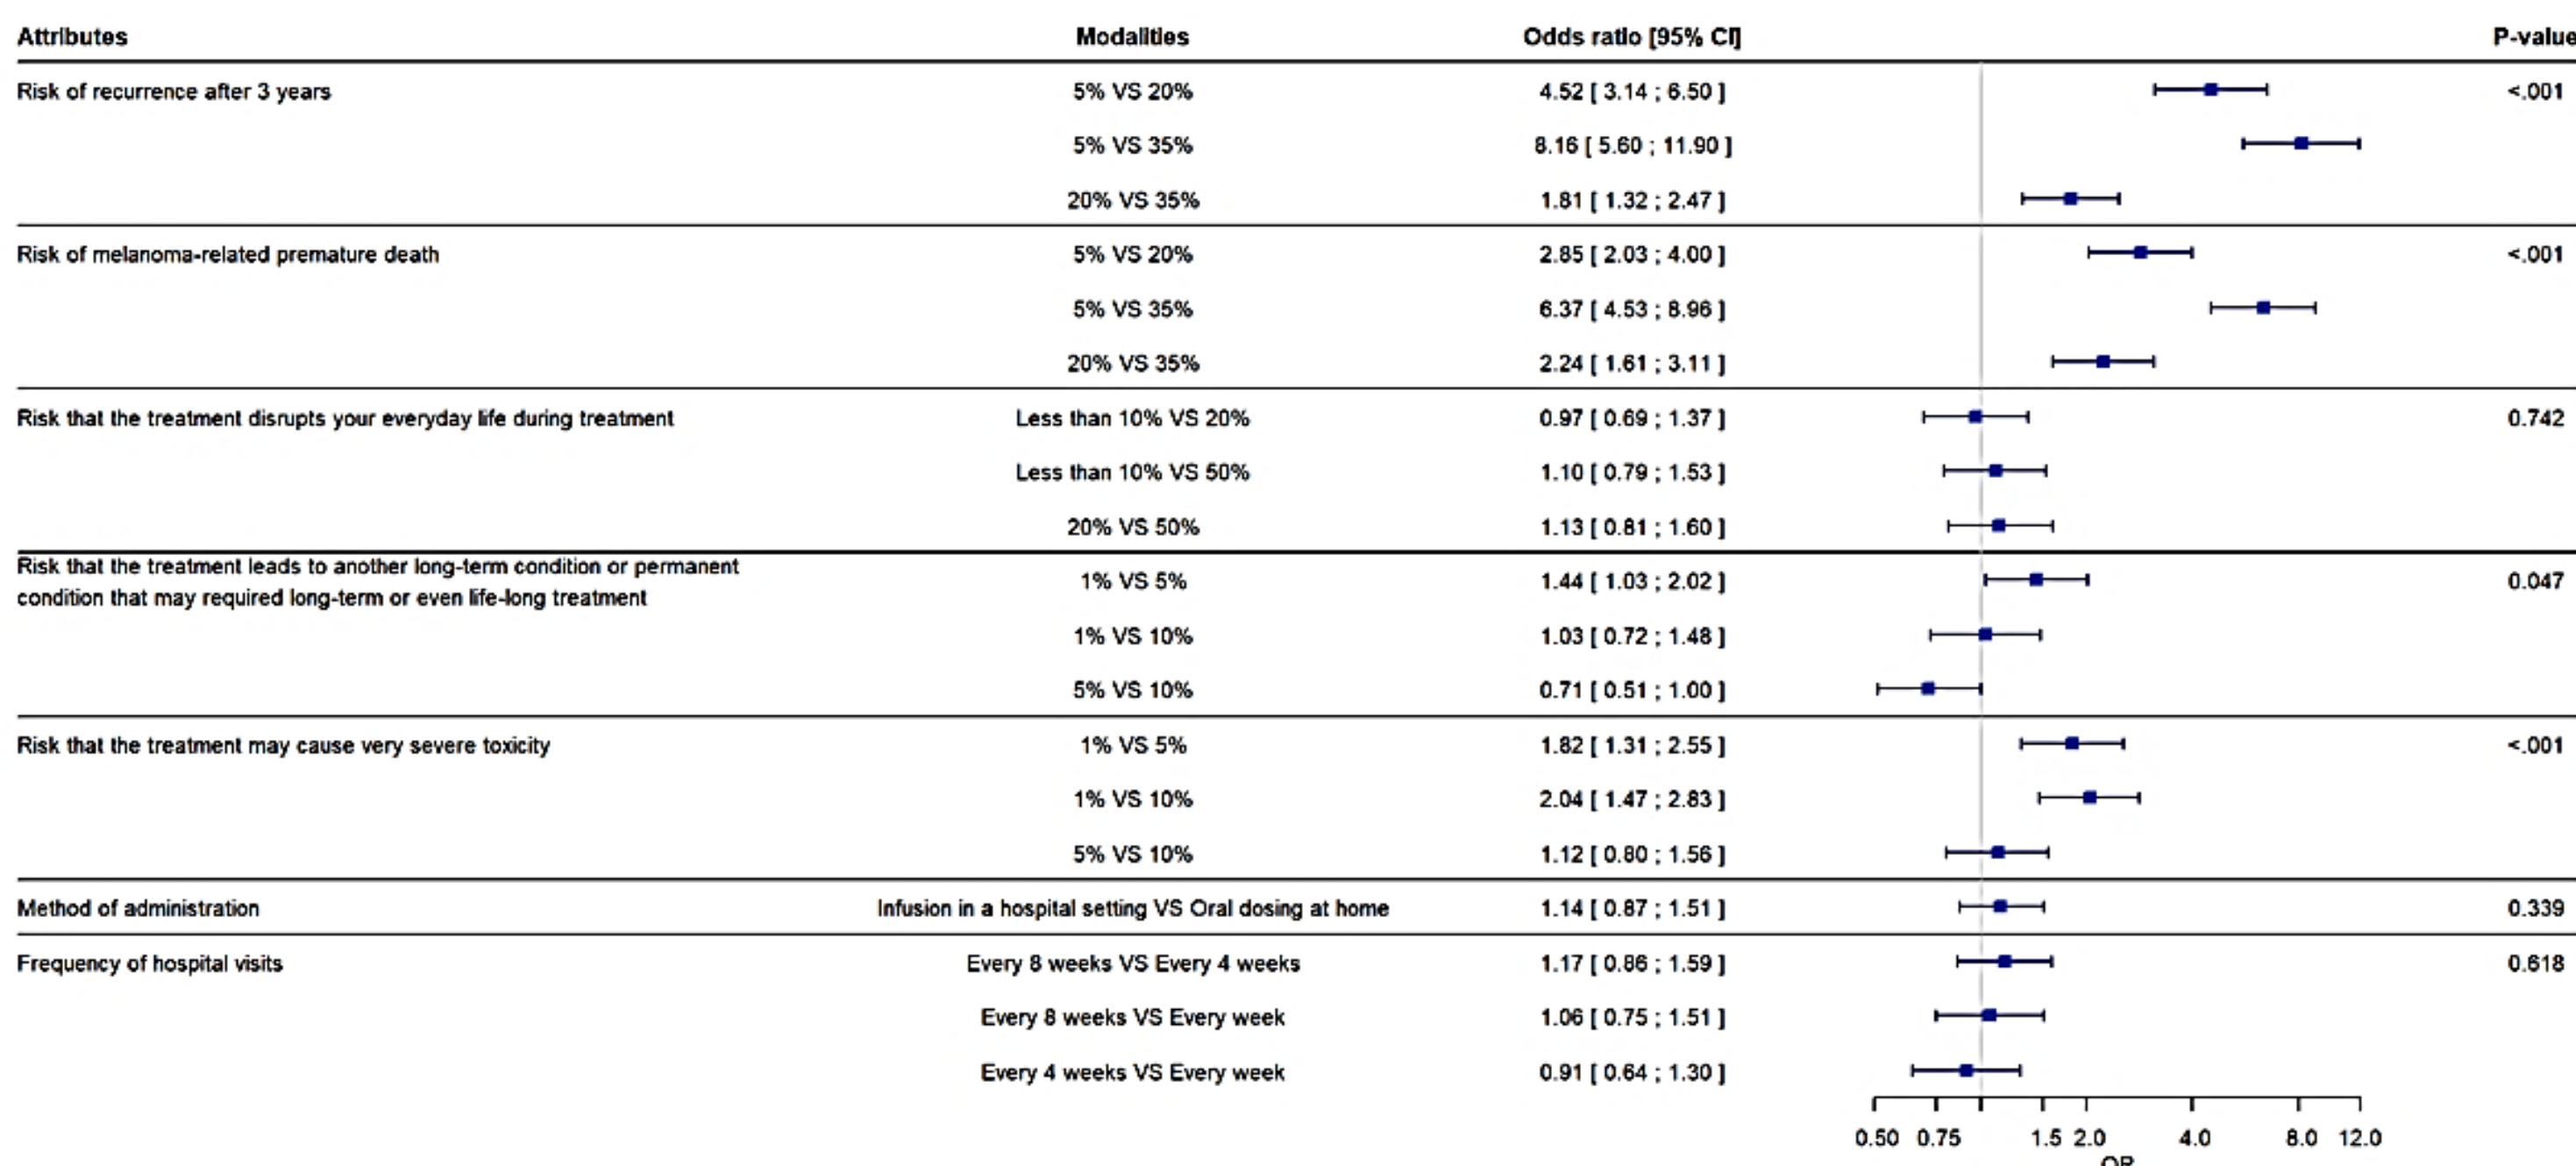 Attributes Modalities Odds ratio [95% CI] P-value
Risk of recurrence after 3 years 5% VS 20% 4.52 [ 3.14 ; 6.50 ] <.001
5% VS 35% 8.16 [ 5.60 ; 11.90 ]
20% VS 35% 1.81 [ 1.32 ; 2.47 ]
Risk of melanoma-related premature death 5% VS 20% 2.85 [ 2.03 ; 4.00 ] <.001
5% VS 35% 6.37 [ 4.53 ; 8.96 ]
20% VS 35% 2.24 [ 1.61 ; 3.11 ]
Risk that the treatment disrupts your everyday life during treatment Less than 10% VS 20% 0.97 [ 0.69 ; 1.37 ] 0.742
Less than 10% VS 50% 1.10 [ 0.79 ; 1.53 ]
20% VS 50% 1.13 [ 0.81 ; 1.60 ]
Risk that the treatment leads to another long-term condition or permanent
condition that may required long-term or even life-long treatment 1% VS 5% 1.44 [ 1.03 ; 2.02 ] 0.047
1% VS 10% 1.03 [ 0.72 ; 1.48 ]
5% VS 10% 0.71 [ 0.51 ; 1.00 ]
Risk that the treatment may cause very severe toxicity 1% VS 5% 1.82 [ 1.31 ; 2.55 ] <.001
1% VS 10% 2.04 [ 1.47 ; 2.83 ]
5% VS 10% 1.12 [ 0.80 ; 1.56 ]
Method of administration Infusion in a hospital setting VS Oral dosing at home 1.14 [ 0.87 ; 1.51 ] 0.339
Frequency of hospital visits Every 8 weeks VS Every 4 weeks 1.17 [ 0.86 ; 1.59 ] 0.618
Every 8 weeks VS Every week 1.06 [ 0.75 ; 1.51 ]
Every 4 weeks VS Every week 0.91 [ 0.64 ; 1.30 ]
0.50 0.75 1.5 2.0 4.0 8.0 12.0
OR